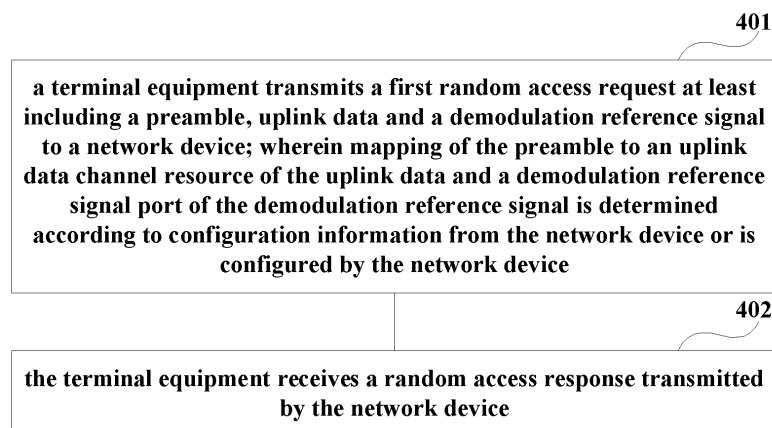 401
a terminal equipment transmits a first random access request at least
including a preamble, uplink data and a demodulation reference signal
to a network device; wherein mapping of the preamble to an uplink
data channel resource of the uplink data and a demodulation reference
signal port of the demodulation reference signal is determined
according to configuration information from the network device or is
configured by the network device
402
the terminal equipment receives a random access response transmitted
by the network device